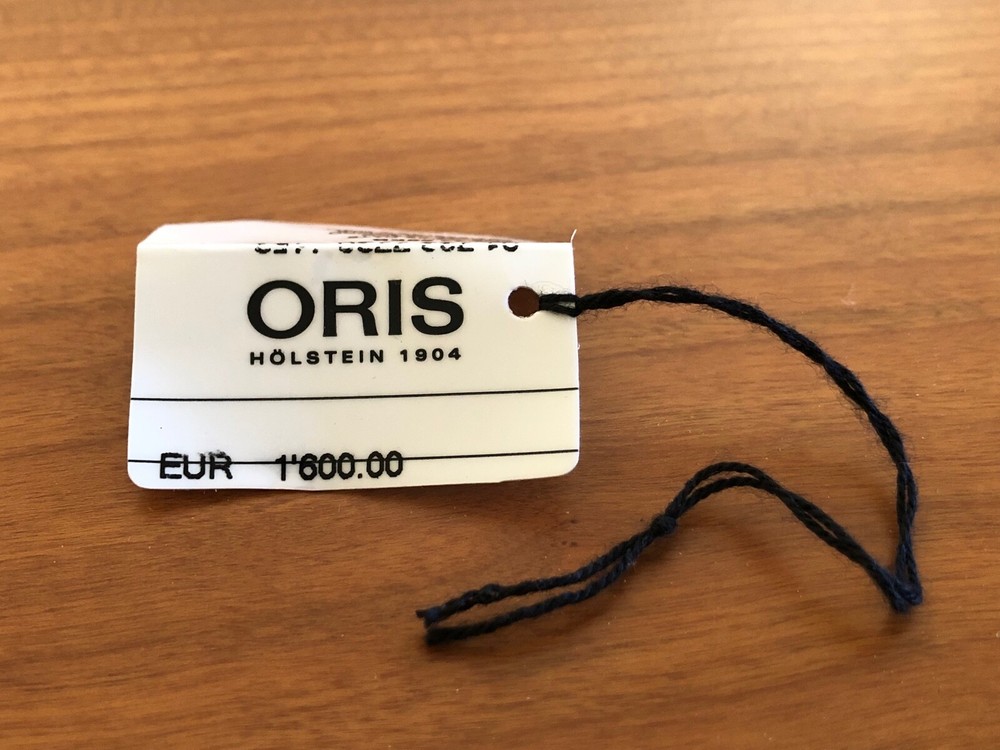 ORIS
HÖLSTEIN 1904
EUR 1'600.00